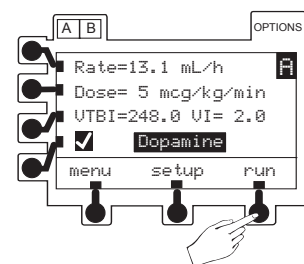 A B OPTIONS
Rate=13.1 mL/h A
Dose= 5 mcg/kg/min
VTBI=248.0 VI= 2.0
Dopamine
menu setup run